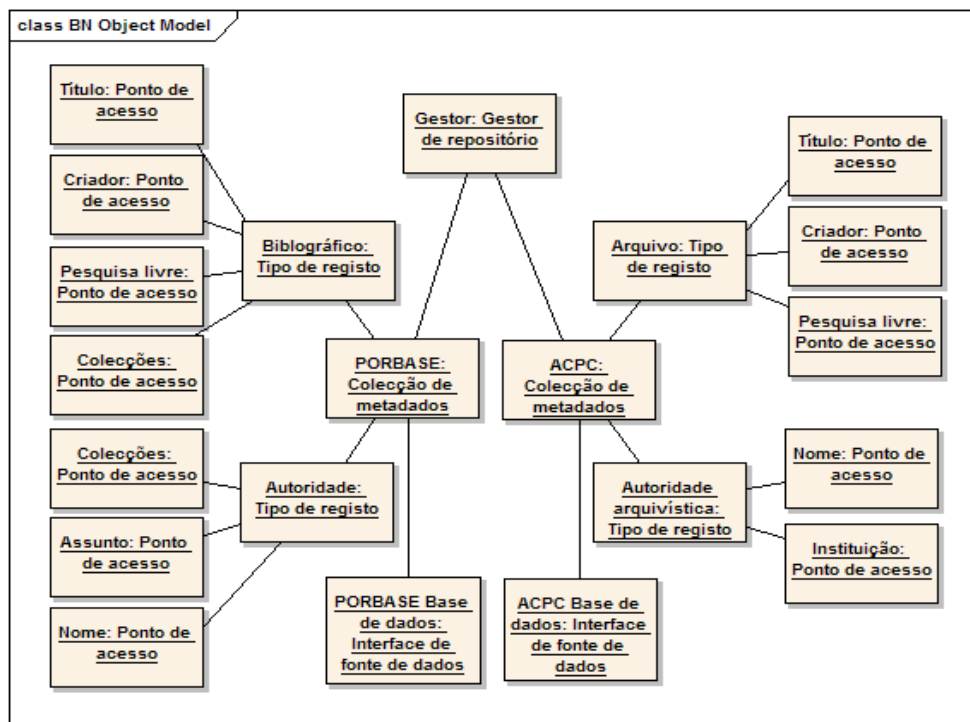 class BN Object Model
Título: Ponto de
acesso
Criador: Ponto
de acesso
Pesquisa livre:
Ponto de acesso
Colecções:
Ponto de acesso
Biblográfico:
Tipo de registo
Gestor: Gestor
de repositório
Arquivo: Tipo
de registo
Título: Ponto de
acesso
Criador: Ponto
de acesso
Pesquisa livre:
Ponto de acesso
PORBASE:
Colecção de
metadados
ACPC:
Colecção de
metadados
Colecções:
Ponto de acesso
Assunto: Ponto
de acesso
Nome: Ponto de
acesso
Autoridade:
Tipo de registo
Autoridade
arquivística:
Tipo de registo
Nome: Ponto de
acesso
Instituição:
Ponto de acesso
PORBASE Base
de dados:
Interface de
fonte de dados
ACPC Base de
dados: Interface
de fonte de
dados